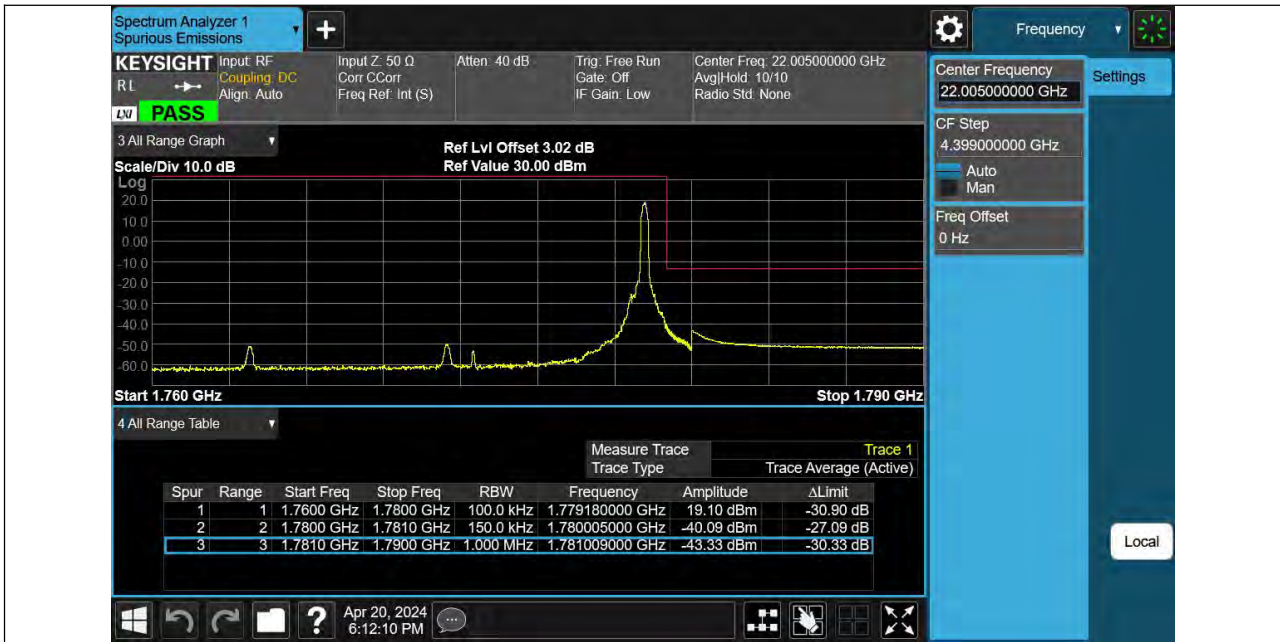 Spectrum Analyzer 1
Spurious Emissions
+
Frequency
KEYSIGHT
RL
LXI PASS
Input: RF
Coupling: DC
Align: Auto
Input Z: 50 Ω
Corr CCorr
Freq Ref: Int (S)
Atten: 40 dB
Trig: Free Run
Gate: Off
IF Gain: Low
Center Freq: 22.005000000 GHz
Avg|Hold: 10/10
Radio Std: None
Center Frequency
22.005000000 GHz
Settings
CF Step
4.399000000 GHz
Auto
Man
Freq Offset
0 Hz
3 All Range Graph
Ref Lvl Offset 3.02 dB
Scale/Div 10.0 dB
Ref Value 30.00 dBm
Log
20.0
10.0
0.00
-10.0
-20.0
-30.0
-40.0
-50.0
-60.0
Start 1.760 GHz
Stop 1.790 GHz
4 All Range Table
Measure Trace Trace 1
Trace Type Trace Average (Active)
Spur Range Start Freq Stop Freq RBW Frequency Amplitude ΔLimit
1 1 1.7600 GHz 1.7800 GHz 100.0 kHz 1.779180000 GHz 19.10 dBm -30.90 dB
2 2 1.7800 GHz 1.7810 GHz 150.0 kHz 1.780005000 GHz -40.09 dBm -27.09 dB
3 3 1.7810 GHz 1.7900 GHz 1.000 MHz 1.781009000 GHz -43.33 dBm -30.33 dB
Local
?
Apr 20, 2024
6:12:10 PM